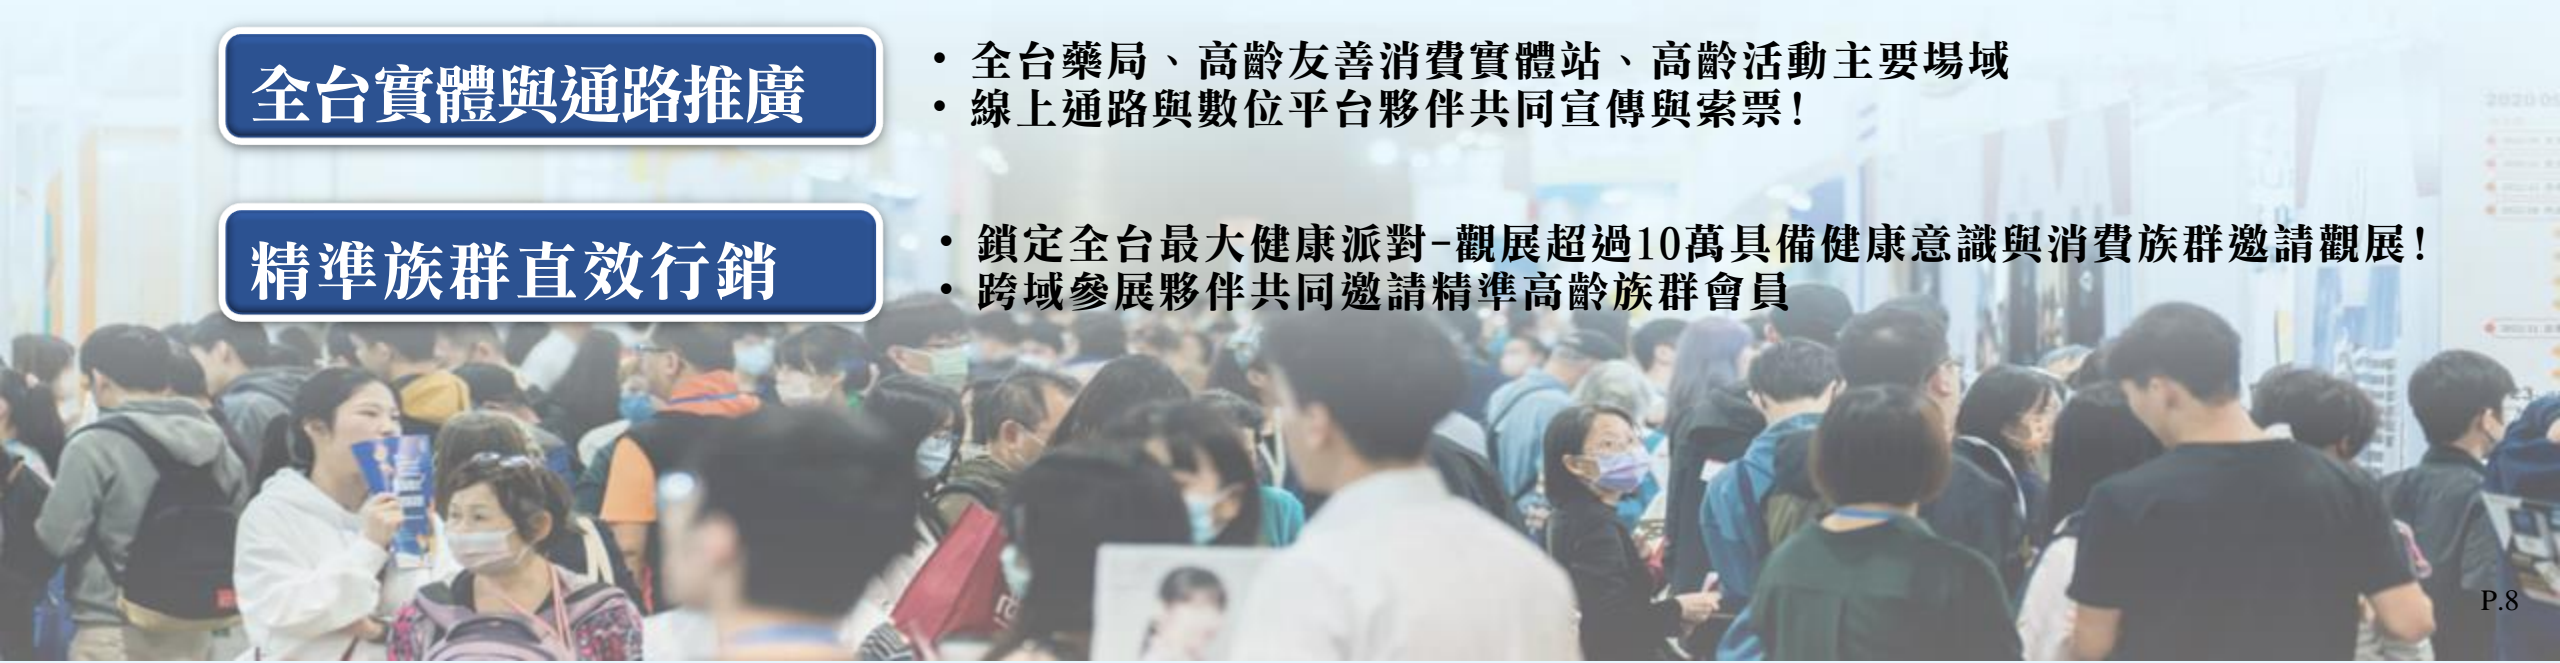 全台實體與通路推廣
• 全台藥局、高齡友善消費實體站、高齡活動主要場域
• 線上通路與數位平台夥伴共同宣傳與索票!
精準族群直效行銷
• 鎖定全台最大健康派對-觀展超過10萬具備健康意識與消費族群邀請觀展!
• 跨域參展夥伴共同邀請精準高齡族群會員
P.8